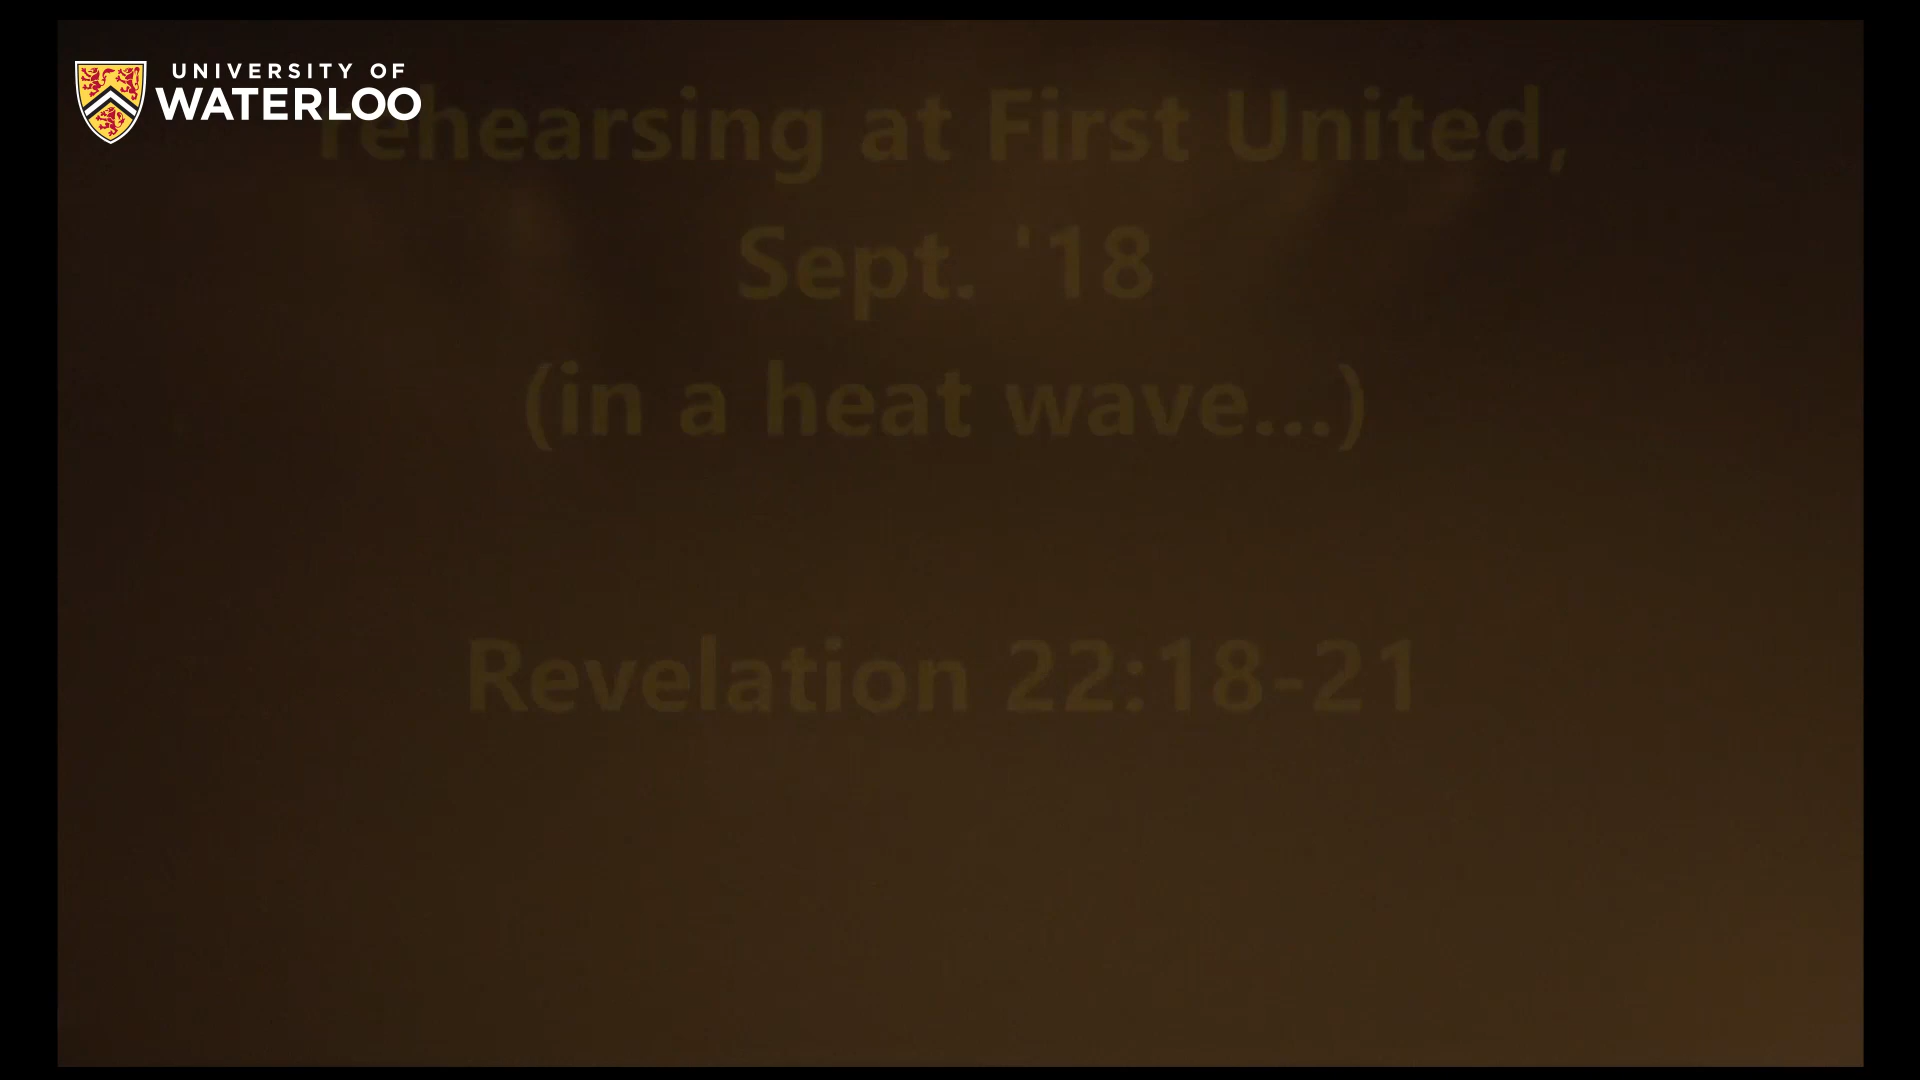 UNIVERSITY OF
WATERLOO
rehearsing at First United,
Sept. '18
(in a heat wave...)
Revelation 22:18-21